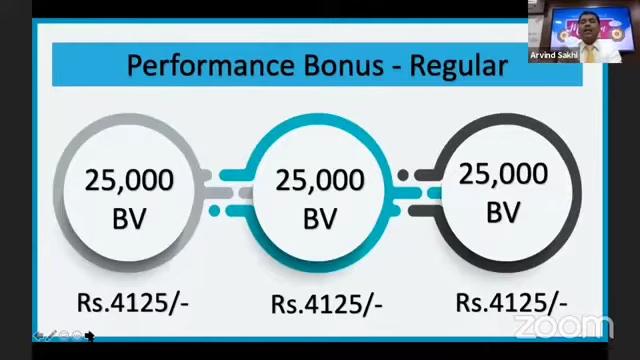 Performance Bonus - Regular
Arvind Sakhi
25,000
BV
25,000
BV
25,000
BV
Rs.4125/-
Rs.4125/-
Rs.4125/-
zoom